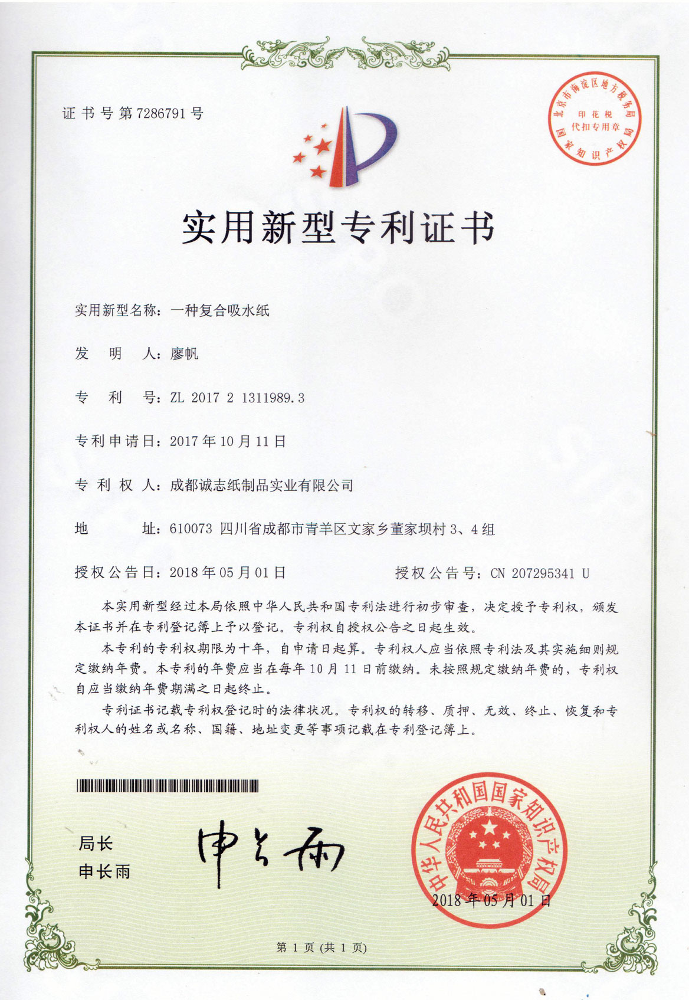 证书号第7286791号
北京市海淀区地方税务局
印花税
代扣专用章
国家知识产权局
实用新型专利证书
实用新型名称：一种复合吸水纸
发明人：廖帆
专利号：ZL 2017 2 1311989.3
专利申请日：2017年10月11日
专利权人：成都诚志纸制品实业有限公司
地址：610073 四川省成都市青羊区文家乡董家坝村3、4组
授权公告日：2018年05月01日 授权公告号：CN 207295341 U
本实用新型经过本局依照中华人民共和国专利法进行初步审查，决定授予专利权，颁发
本证书并在专利登记簿上予以登记。专利权自授权公告之日起生效。
本专利的专利权期限为十年，自申请日起算。专利权人应当依照专利法及其实施细则规
定缴纳年费。本专利的年费应当在每年10月11日前缴纳。未按照规定缴纳年费的，专利权
自应当缴纳年费期满之日起终止。
专利证书记载专利权登记时的法律状况。专利权的转移、质押、无效、终止、恢复和专
利权人的姓名或名称、国籍、地址变更等事项记载在专利登记簿上。
局长
申长雨
申长雨
中华人民共和国国家知识产权局
2018年05月01日
第 1 页 (共 1 页)